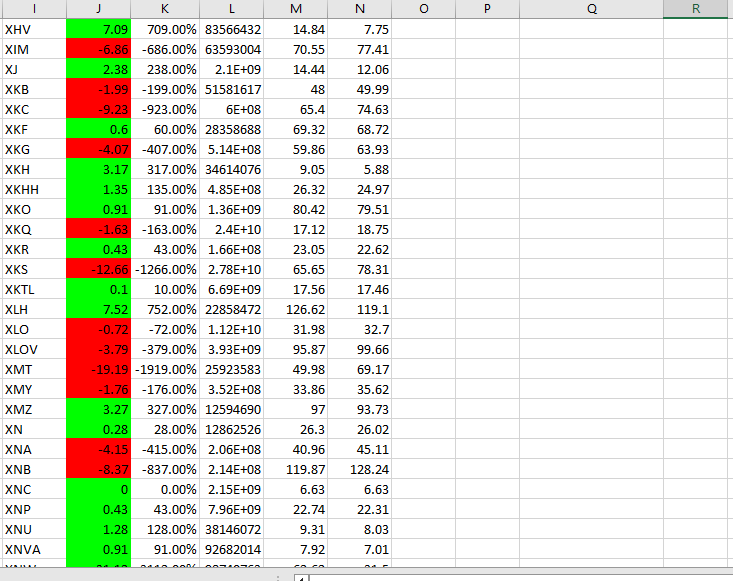 I J K L M N O P Q R
XHV 7.09 709.00% 83566432 14.84 7.75
XIM -6.86 -686.00% 63593004 70.55 77.41
XJ 2.38 238.00% 2.1E+09 14.44 12.06
XKB -1.99 -199.00% 51581617 48 49.99
XKC -9.23 -923.00% 6E+08 65.4 74.63
XKF 0.6 60.00% 28358688 69.32 68.72
XKG -4.07 -407.00% 5.14E+08 59.86 63.93
XKH 3.17 317.00% 34614076 9.05 5.88
XKHH 1.35 135.00% 4.85E+08 26.32 24.97
XKO 0.91 91.00% 1.36E+09 80.42 79.51
XKQ -1.63 -163.00% 2.4E+10 17.12 18.75
XKR 0.43 43.00% 1.66E+08 23.05 22.62
XKS -12.66 -1266.00% 2.78E+10 65.65 78.31
XKTL 0.1 10.00% 6.69E+09 17.56 17.46
XLH 7.52 752.00% 22858472 126.62 119.1
XLO -0.72 -72.00% 1.12E+10 31.98 32.7
XLOV -3.79 -379.00% 3.93E+09 95.87 99.66
XMT -19.19 -1919.00% 25923583 49.98 69.17
XMY -1.76 -176.00% 3.52E+08 33.86 35.62
XMZ 3.27 327.00% 12594690 97 93.73
XN 0.28 28.00% 12862526 26.3 26.02
XNA -4.15 -415.00% 2.06E+08 40.96 45.11
XNB -8.37 -837.00% 2.14E+08 119.87 128.24
XNC 0 0.00% 2.15E+09 6.63 6.63
XNP 0.43 43.00% 7.96E+09 22.74 22.31
XNU 1.28 128.00% 38146072 9.31 8.03
XNVA 0.91 91.00% 92682014 7.92 7.01